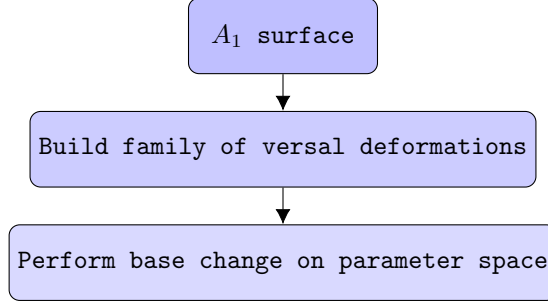 A₁ surface
Build family of versal deformations
Perform base change on parameter space